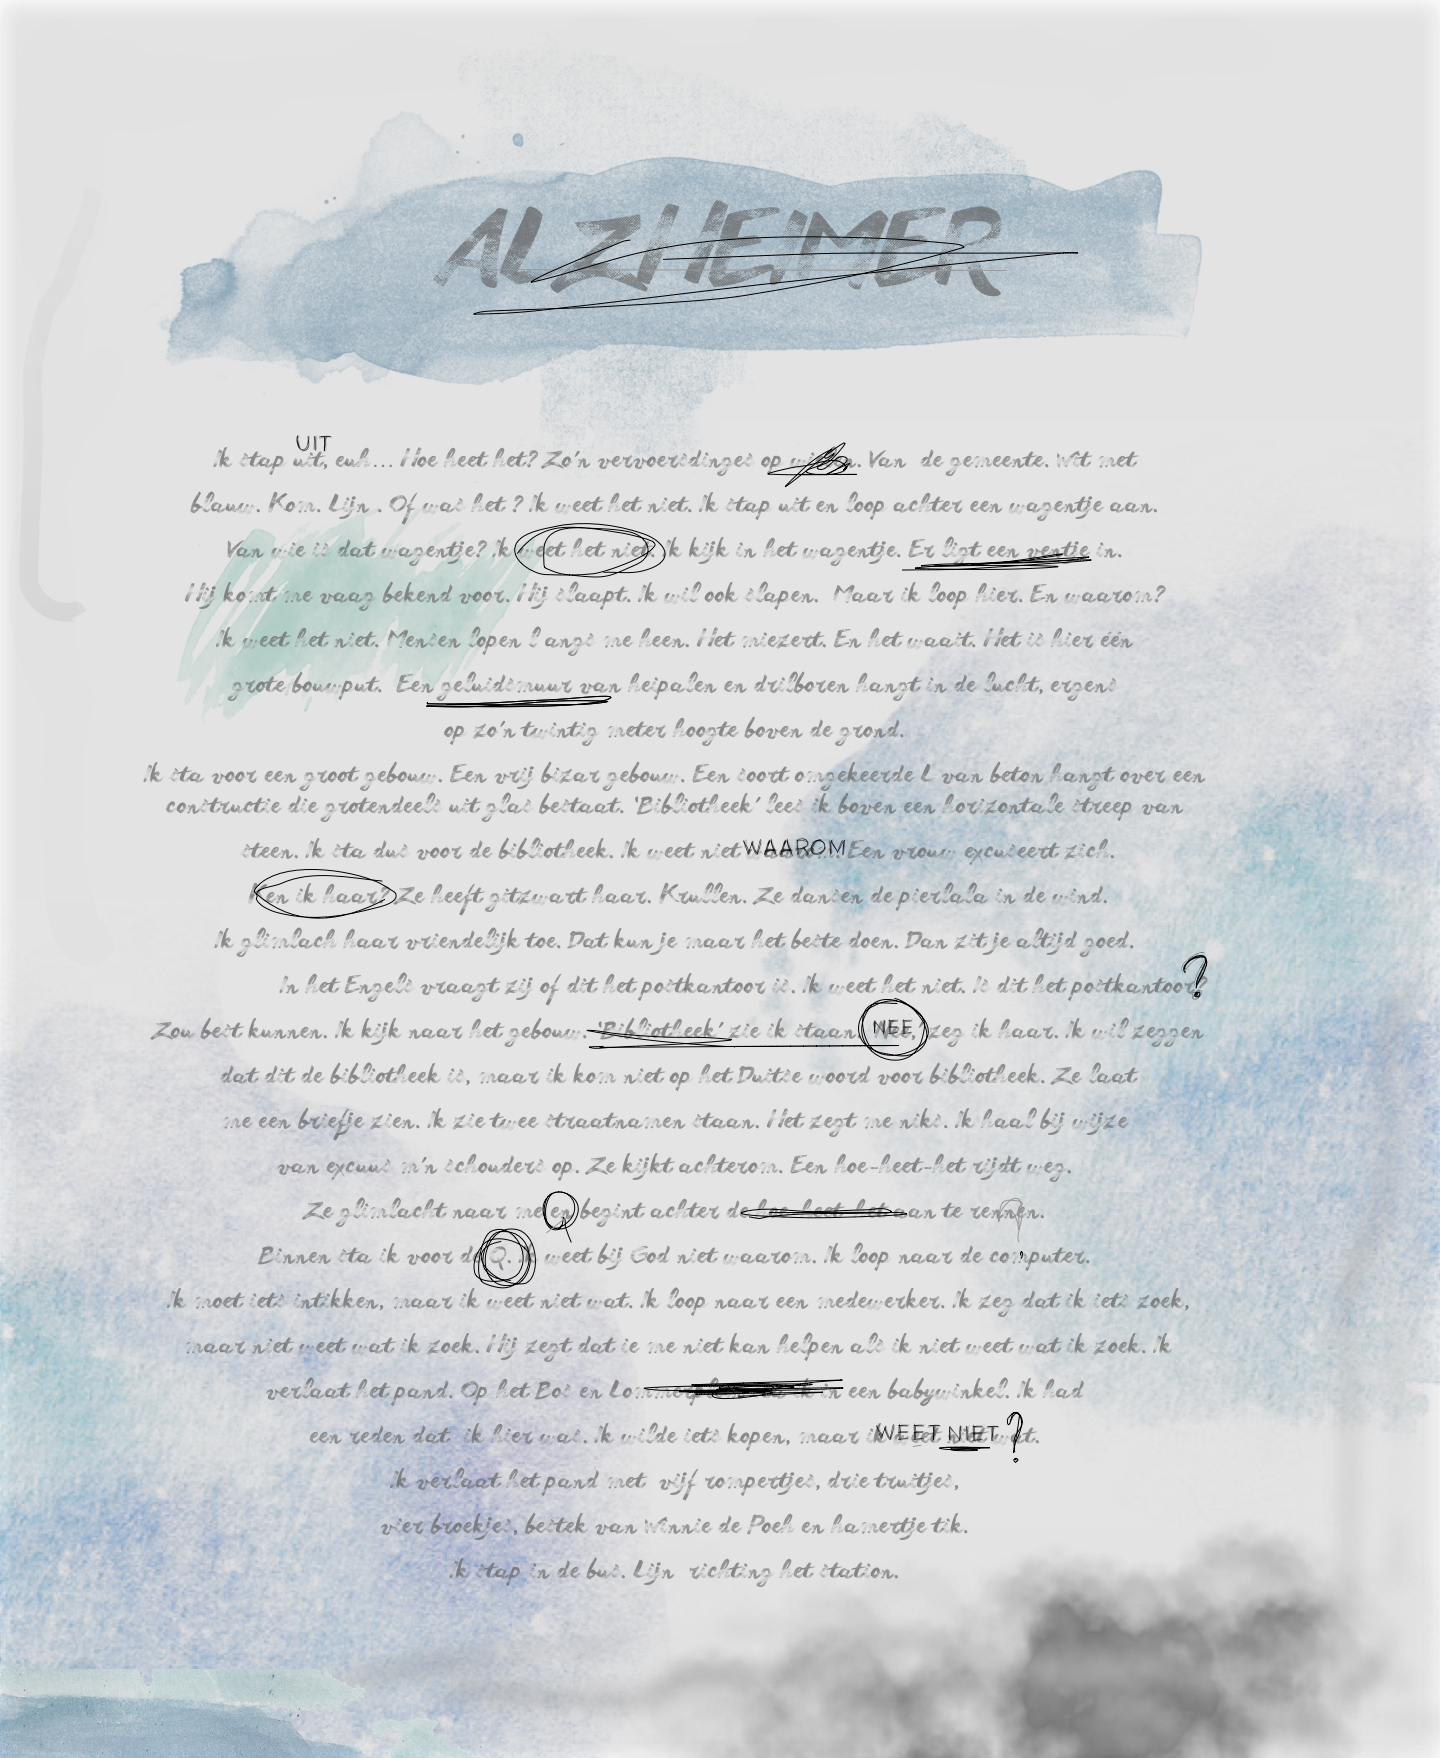 ALZHEIMER
UIT
Ik stap uit, euh... Hoe heet het? Zo'n vervoersdinges op wielen. Van de gemeente. Wit met
blauw. Kom. Lijn. Of was het? Ik weet het niet. Ik stap uit en loop achter een wagentje aan.
Van wie is dat wagentje? Ik weet het niet. Ik kijk in het wagentje. Er ligt een ventje in.
Hij komt me vaag bekend voor. Hij slaapt. Ik wil ook slapen. Maar ik loop hier. En waarom?
Ik weet het niet. Mensen lopen langs me heen. Het miezert. En het waait. Het is hier één
grote bouwput. Een geluidsmuur van heipalen en drilboren hangt in de lucht, ergens
op zo'n twintig meter hoogte boven de grond.
Ik sta voor een groot gebouw. Een vrij bizar gebouw. Een soort omgekeerde L van beton hangt over een
constructie die grotendeels uit glas bestaat. 'Bibliotheek' lees ik boven een horizontale streep van
steen. Ik sta dus voor de bibliotheek. Ik weet niet WAAROM Een vrouw excuseert zich.
Ken ik haar? Ze heeft gitzwart haar. Krullen. Ze dansen de pierlala in de wind.
Ik glimlach haar vriendelijk toe. Dat kun je maar het beste doen. Dan zit je altijd goed.
In het Engels vraagt zij of dit het postkantoor is. Ik weet het niet. Is dit het postkantoor?
Zou best kunnen. Ik kijk naar het gebouw. 'Bibliotheek' zie ik staan. NEE,' zeg ik haar. Ik wil zeggen
dat dit de bibliotheek is, maar ik kom niet op het Duitse woord voor bibliotheek. Ze laat
me een briefje zien. Ik zie twee straatnamen staan. Het zegt me niks. Ik haal bij wijze
van excuus m'n schouders op. Ze kijkt achterom. Een hoe-heet-het rijdt weg.
Ze glimlacht naar me en begint achter de hoe-heet-het aan te rennen.
Binnen sta ik voor de Q. Ik weet bij God niet waarom. Ik loop naar de computer.
Ik moet iets intikken, maar ik weet niet wat. Ik loop naar een medewerker. Ik zeg dat ik iets zoek,
maar niet weet wat ik zoek. Hij zegt dat ie me niet kan helpen als ik niet weet wat ik zoek. Ik
verlaat het pand. Op het Bos en Lommerp ik in een babywinkel. Ik had
een reden dat ik hier was. Ik wilde iets kopen, maar ik WEET NIET wat. ?
Ik verlaat het pand met vijf rompertjes, drie truitjes,
vier broekjes, bestek van Winnie de Poeh en hamertje tik.
Ik stap in de bus. Lijn richting het station.